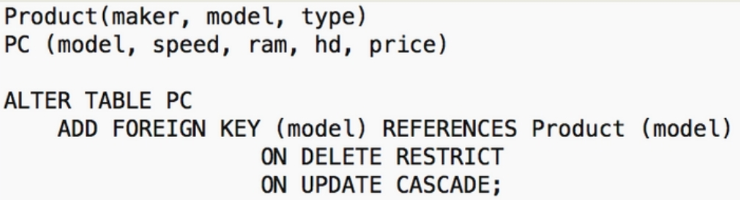 Product(maker, model, type)
PC (model, speed, ram, hd, price)
ALTER TABLE PC
ADD FOREIGN KEY (model) REFERENCES Product (model)
ON DELETE RESTRICT
ON UPDATE CASCADE;